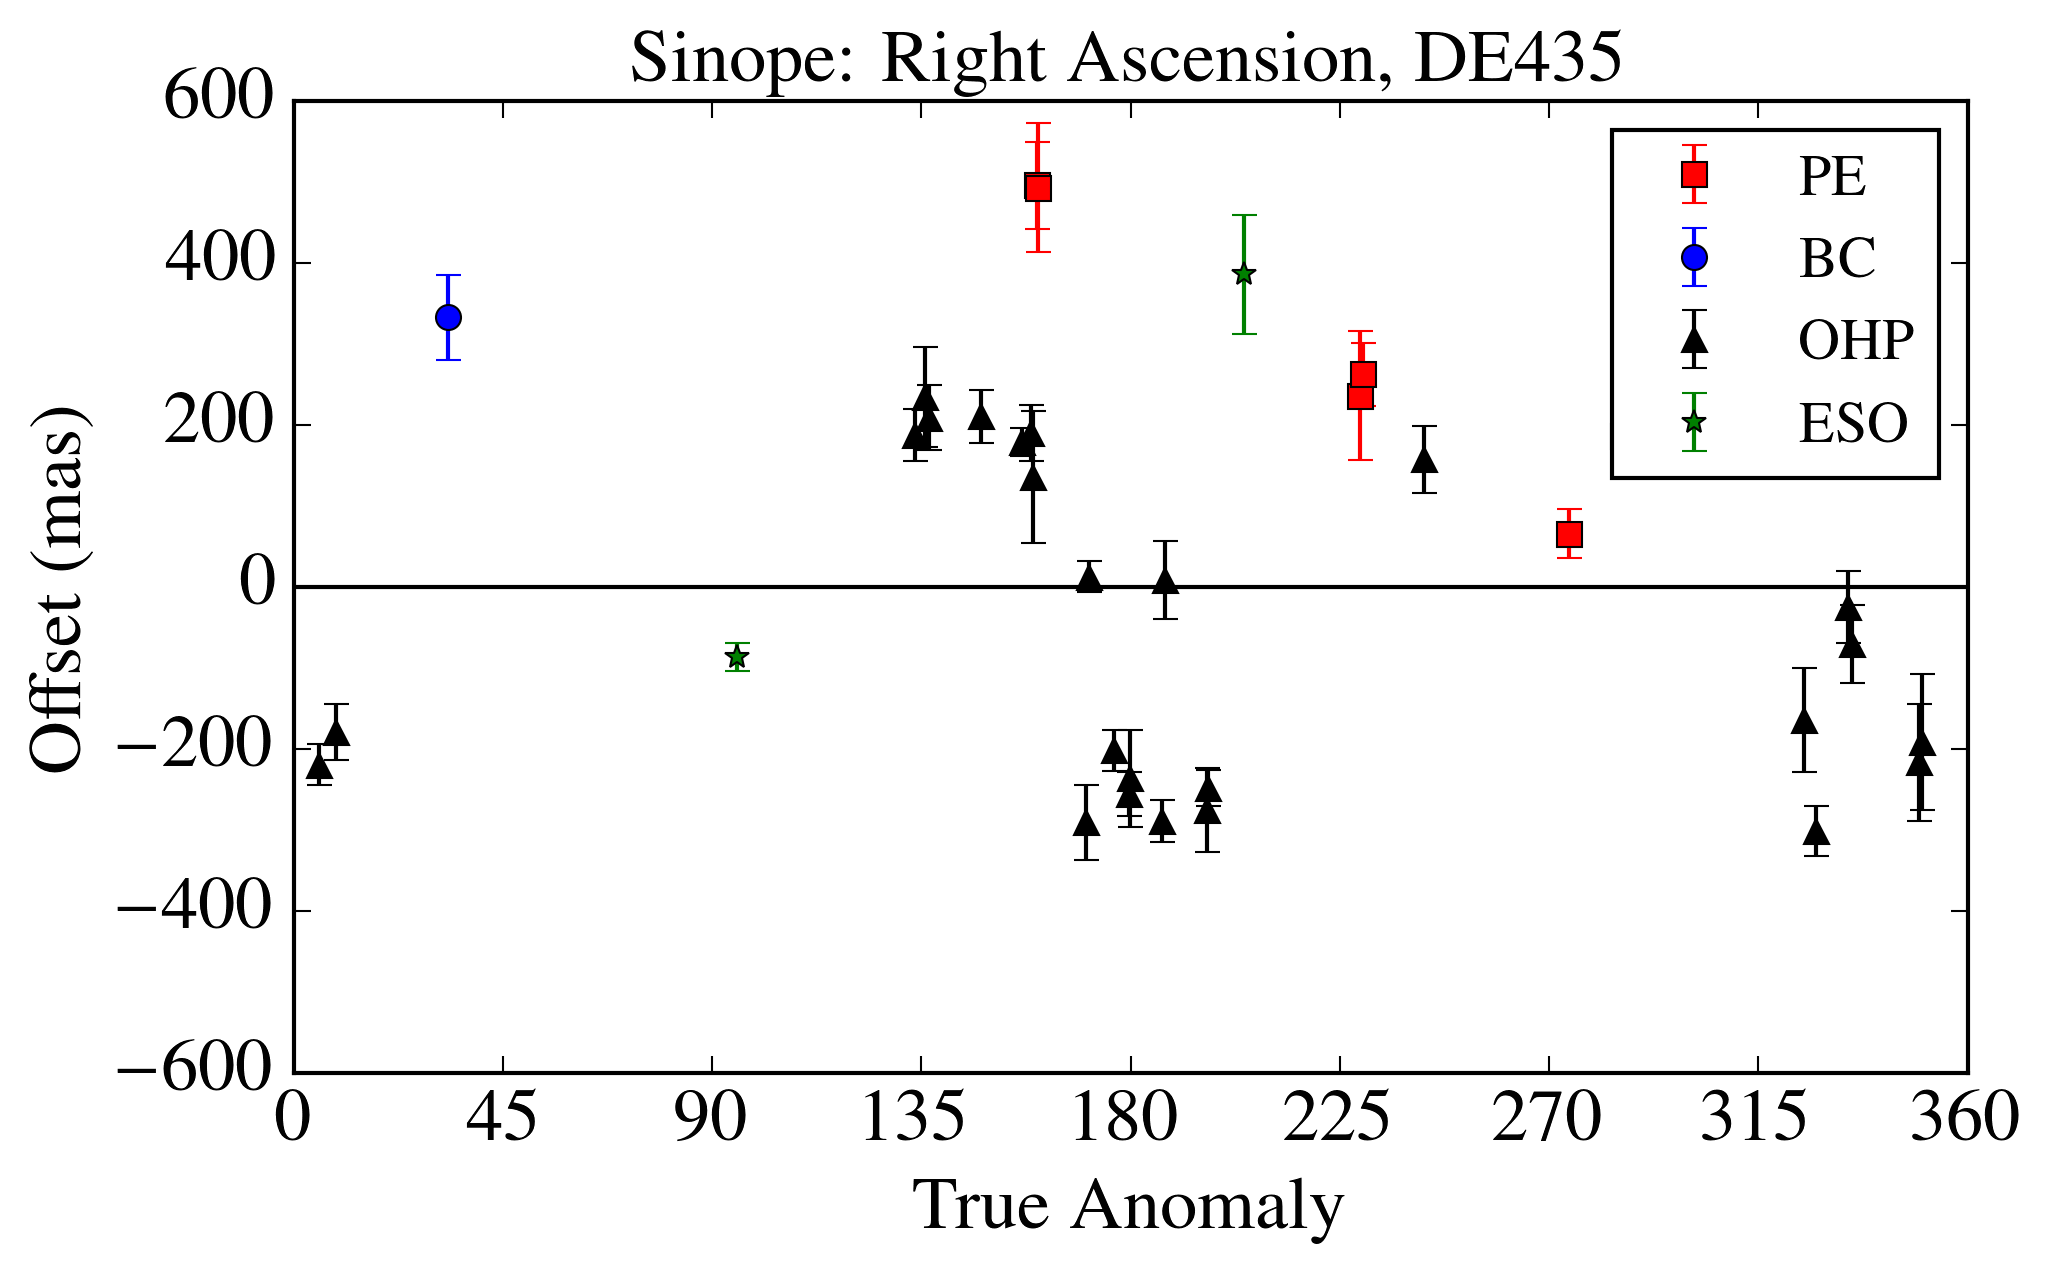 Sinope: Right Ascension, DE435
600
400
200
0
−200
−400
−600
Offset (mas)
PE
BC
OHP
ESO
0 45 90 135 180 225 270 315 360
True Anomaly